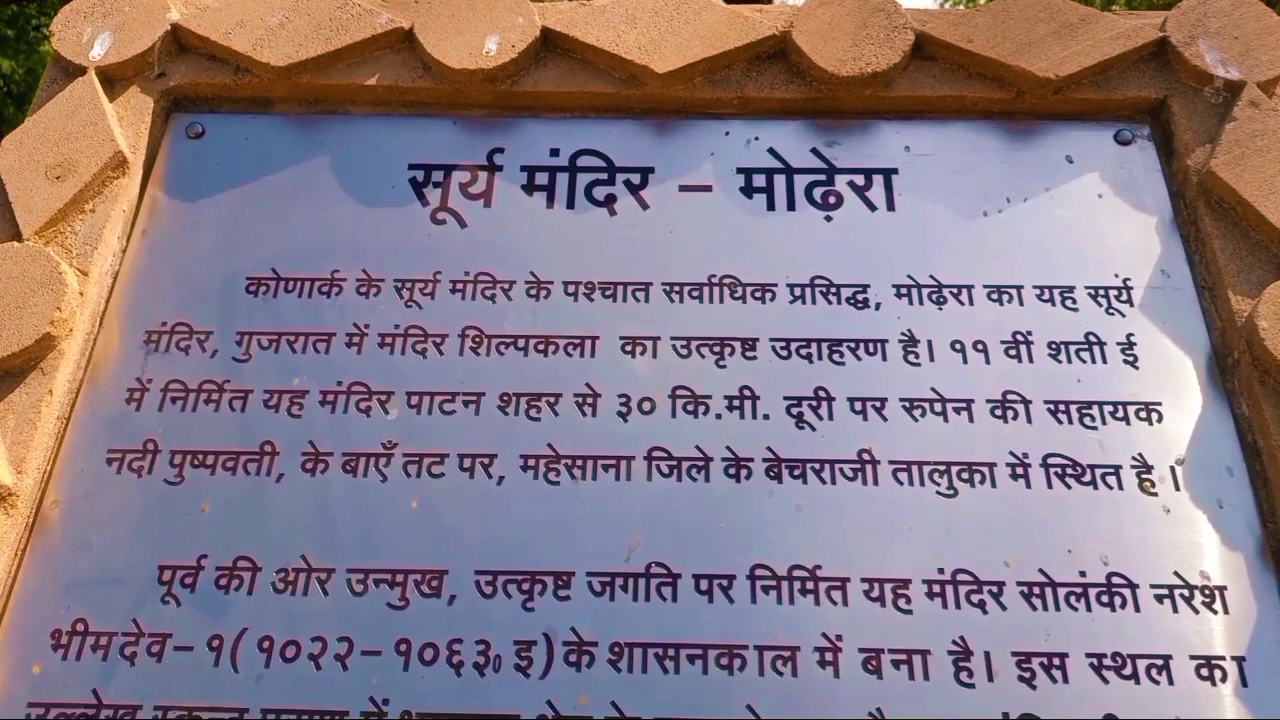 सूर्य मंदिर – मोढ़ेरा
कोणार्क के सूर्य मंदिर के पश्चात सर्वाधिक प्रसिद्ध, मोढ़ेरा का यह सूर्य
मंदिर, गुजरात में मंदिर शिल्पकला का उत्कृष्ट उदाहरण है। ११ वीं शती ई
में निर्मित यह मंदिर पाटन शहर से ३० कि.मी. दूरी पर रुपेन की सहायक
नदी पुष्पवती, के बाएँ तट पर, महेसाना जिले के बेचराजी तालुका में स्थित है ।
पूर्व की ओर उन्मुख, उत्कृष्ट जगति पर निर्मित यह मंदिर सोलंकी नरेश
भीमदेव–१(१०२२–१०६३॰ इ) के शासनकाल में बना है। इस स्थल का
उल्लेख स्कन्द पुराण में